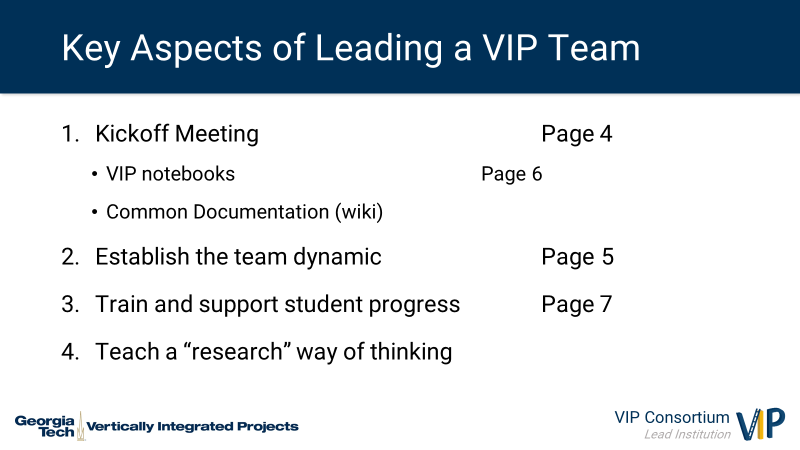 Key Aspects of Leading a VIP Team
1. Kickoff Meeting Page 4
• VIP notebooks Page 6
• Common Documentation (wiki)
2. Establish the team dynamic Page 5
3. Train and support student progress Page 7
4. Teach a “research” way of thinking
Georgia
Tech
Vertically Integrated Projects
VIP Consortium
Lead Institution
VIP